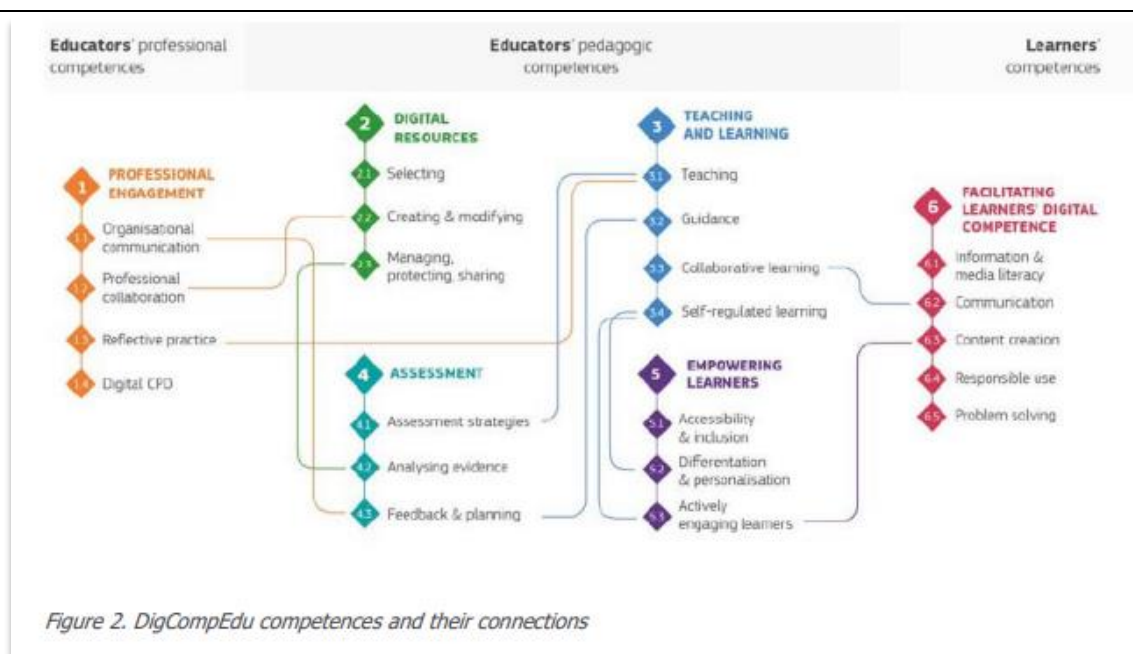 Educators' professional
competences
Educators' pedagogic
competences
Learners'
competences
1
PROFESSIONAL
ENGAGEMENT
1.1
Organisational
communication
1.2
Professional
collaboration
1.3
Reflective practice
1.4
Digital CPD
2
DIGITAL
RESOURCES
2.1
Selecting
2.2
Creating & modifying
2.3
Managing,
protecting, sharing
3
TEACHING
AND LEARNING
3.1
Teaching
3.2
Guidance
3.3
Collaborative learning
3.4
Self-regulated learning
4
ASSESSMENT
4.1
Assessment strategies
4.2
Analysing evidence
4.3
Feedback & planning
5
EMPOWERING
LEARNERS
5.1
Accessibility
& inclusion
5.2
Differentation
& personalisation
5.3
Actively
engaging learners
6
FACILITATING
LEARNERS' DIGITAL
COMPETENCE
6.1
Information &
media literacy
6.2
Communication
6.3
Content creation
6.4
Responsible use
6.5
Problem solving
Figure 2. DigCompEdu competences and their connections